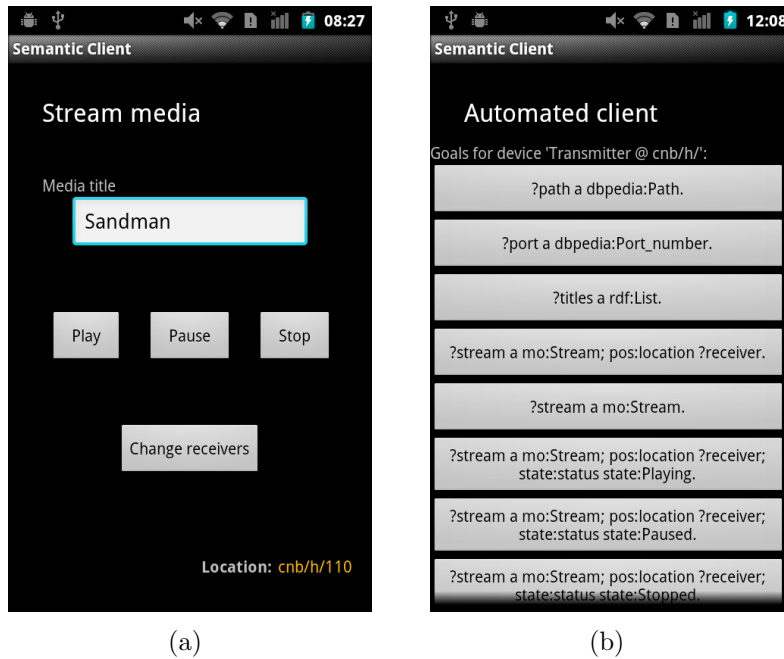 08:27
Semantic Client
Stream media
Media title
Sandman
Play Pause Stop
Change receivers
Location: cnb/h/110
(a)
12:08
Semantic Client
Automated client
Goals for device 'Transmitter @ cnb/h/':
?path a dbpedia:Path.
?port a dbpedia:Port_number.
?titles a rdf:List.
?stream a mo:Stream; pos:location ?receiver.
?stream a mo:Stream.
?stream a mo:Stream; pos:location ?receiver;
state:status state:Playing.
?stream a mo:Stream; pos:location ?receiver;
state:status state:Paused.
?stream a mo:Stream; pos:location ?receiver;
state:status state:Stopped.
(b)